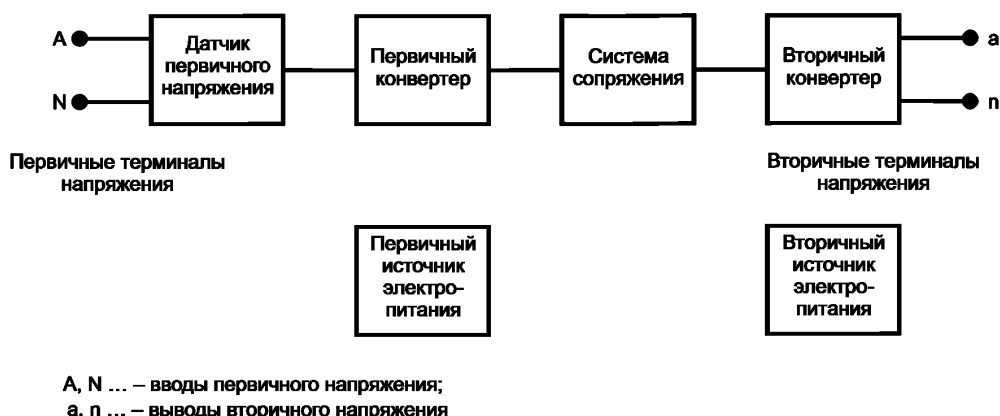 A
N
Датчик
первичного
напряжения
Первичный
конвертер
Система
сопряжения
Вторичный
конвертер
a
n
Первичные терминалы
напряжения
Вторичные терминалы
напряжения
Первичный
источник
электро-
питания
Вторичный
источник
электро-
питания
A, N ... – вводы первичного напряжения;
a, n ... – выводы вторичного напряжения